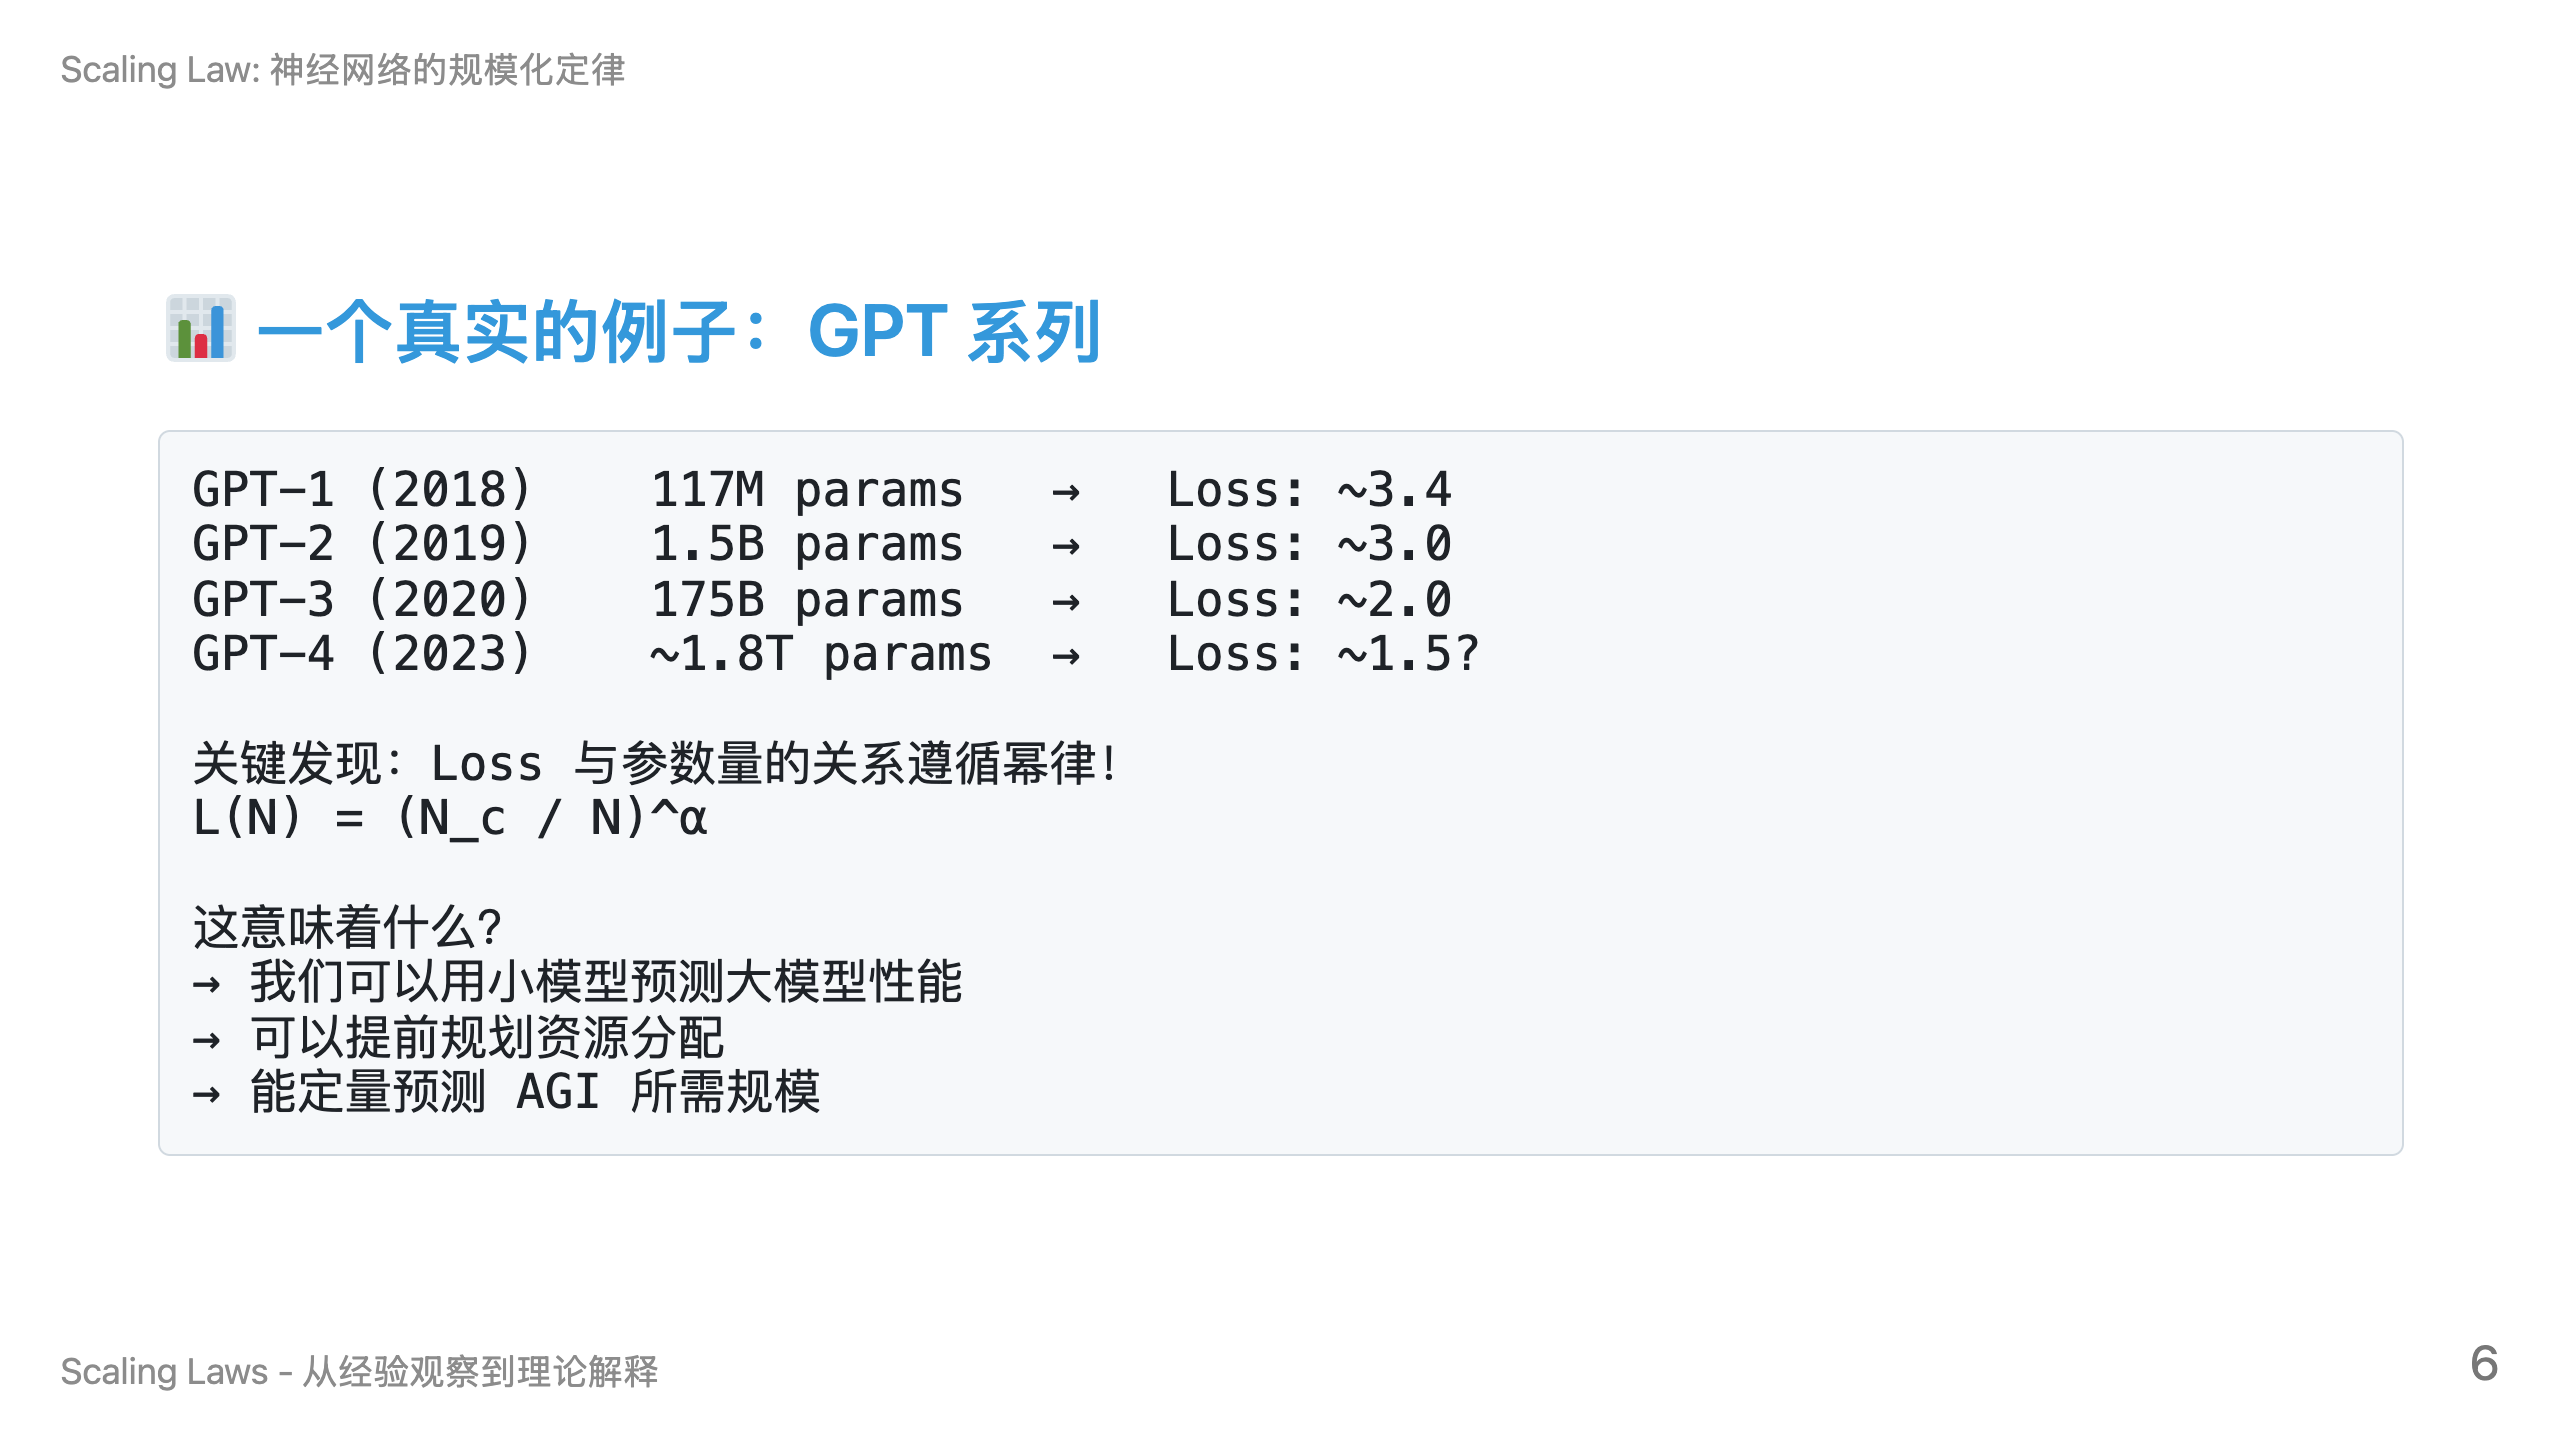 Scaling Law: 神经网络的规模化定律
📊 一个真实的例子：GPT 系列
GPT-1 (2018)    117M params   →   Loss: ~3.4
GPT-2 (2019)    1.5B params   →   Loss: ~3.0
GPT-3 (2020)    175B params   →   Loss: ~2.0
GPT-4 (2023)    ~1.8T params  →   Loss: ~1.5?
关键发现：Loss 与参数量的关系遵循幂律！
L(N) = (N_c / N)^α
这意味着什么？
→ 我们可以用小模型预测大模型性能
→ 可以提前规划资源分配
→ 能定量预测 AGI 所需规模
Scaling Laws - 从经验观察到理论解释
6